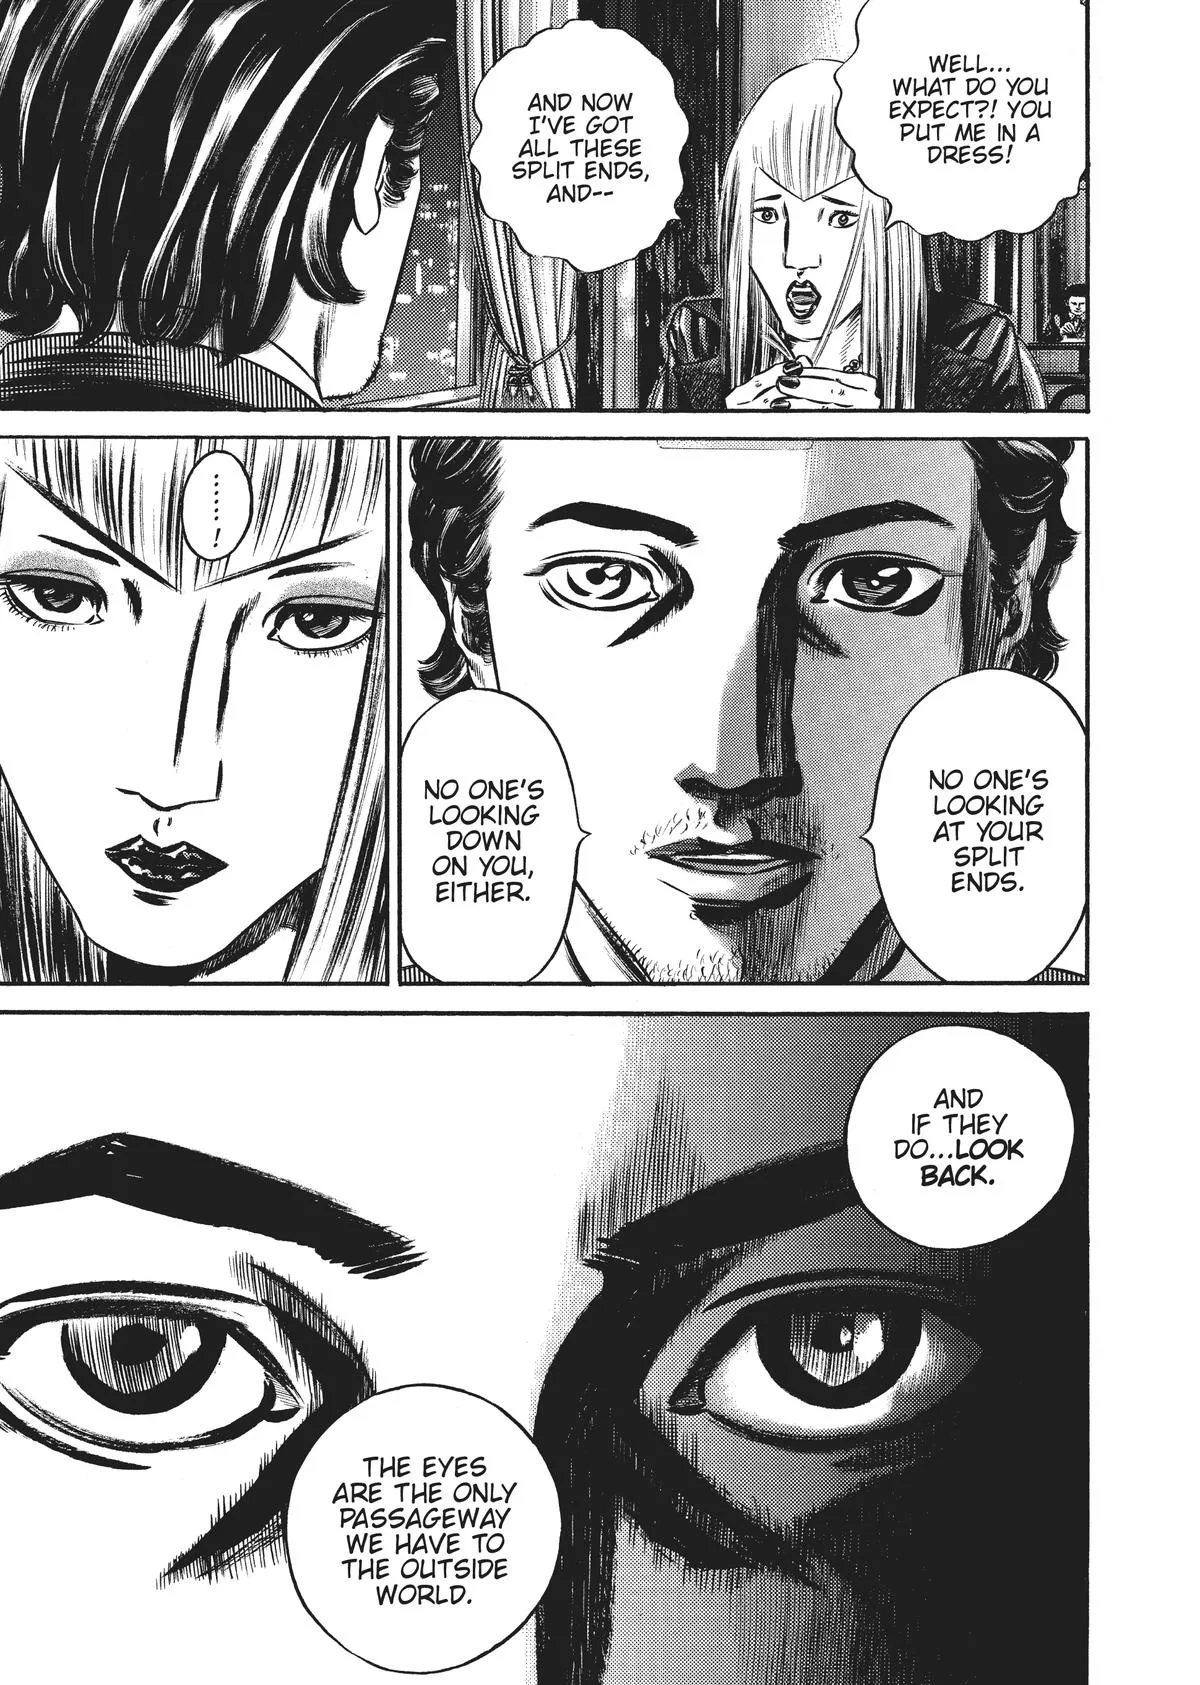 WELL...
WHAT DO YOU
EXPECT?! YOU
PUT ME IN A
DRESS!
AND NOW
I'VE GOT
ALL THESE
SPLIT ENDS,
AND--
NO ONE'S
LOOKING
AT YOUR
SPLIT
ENDS.
NO ONE'S
LOOKING
DOWN
ON YOU,
EITHER.
......!
AND
IF THEY
DO...LOOK
BACK.
THE EYES
ARE THE ONLY
PASSAGEWAY
WE HAVE TO
THE OUTSIDE
WORLD.